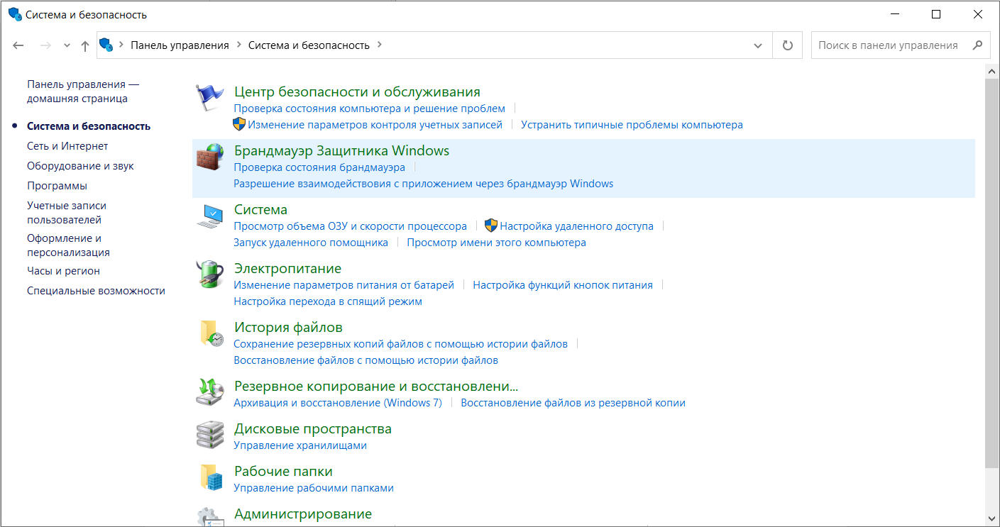 Система и безопасность
Панель управления
Система и безопасность
Поиск в панели управления
Панель управления —
домашняя страница
Система и безопасность
Сеть и Интернет
Оборудование и звук
Программы
Учетные записи
пользователей
Оформление и
персонализация
Часы и регион
Специальные возможности
Центр безопасности и обслуживания
Проверка состояния компьютера и решение проблем
Изменение параметров контроля учетных записей
Устранить типичные проблемы компьютера
Брандмауэр Защитника Windows
Проверка состояния брандмауэра
Разрешение взаимодействовия с приложением через брандмауэр Windows
Система
Просмотр объема ОЗУ и скорости процессора
Настройка удаленного доступа
Запуск удаленного помощника
Просмотр имени этого компьютера
Электропитание
Изменение параметров питания от батарей
Настройка функций кнопок питания
Настройка перехода в спящий режим
История файлов
Сохранение резервных копий файлов с помощью истории файлов
Восстановление файлов с помощью истории файлов
Резервное копирование и восстановлени...
Архивация и восстановление (Windows 7)
Восстановление файлов из резервной копии
Дисковые пространства
Управление хранилищами
Рабочие папки
Управление рабочими папками
Администрирование